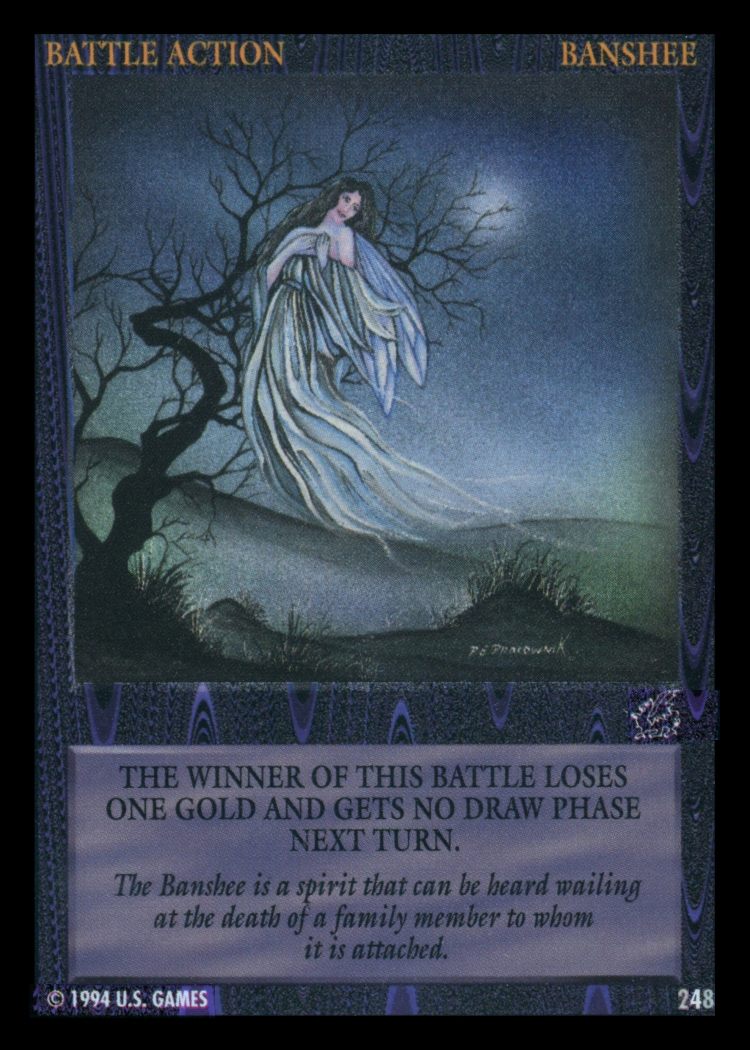 BATTLE ACTION
BANSHEE
P E Pracownik
THE WINNER OF THIS BATTLE LOSES
ONE GOLD AND GETS NO DRAW PHASE
NEXT TURN.
The Banshee is a spirit that can be heard wailing
at the death of a family member to whom
it is attached.
© 1994 U.S. GAMES
248